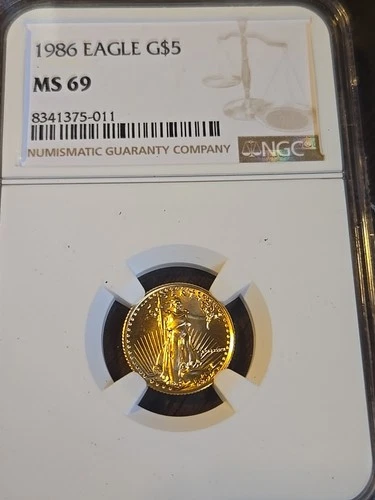 1986 EAGLE G$5
MS 69
8341375-011
NUMISMATIC GUARANTY COMPANY
NGC